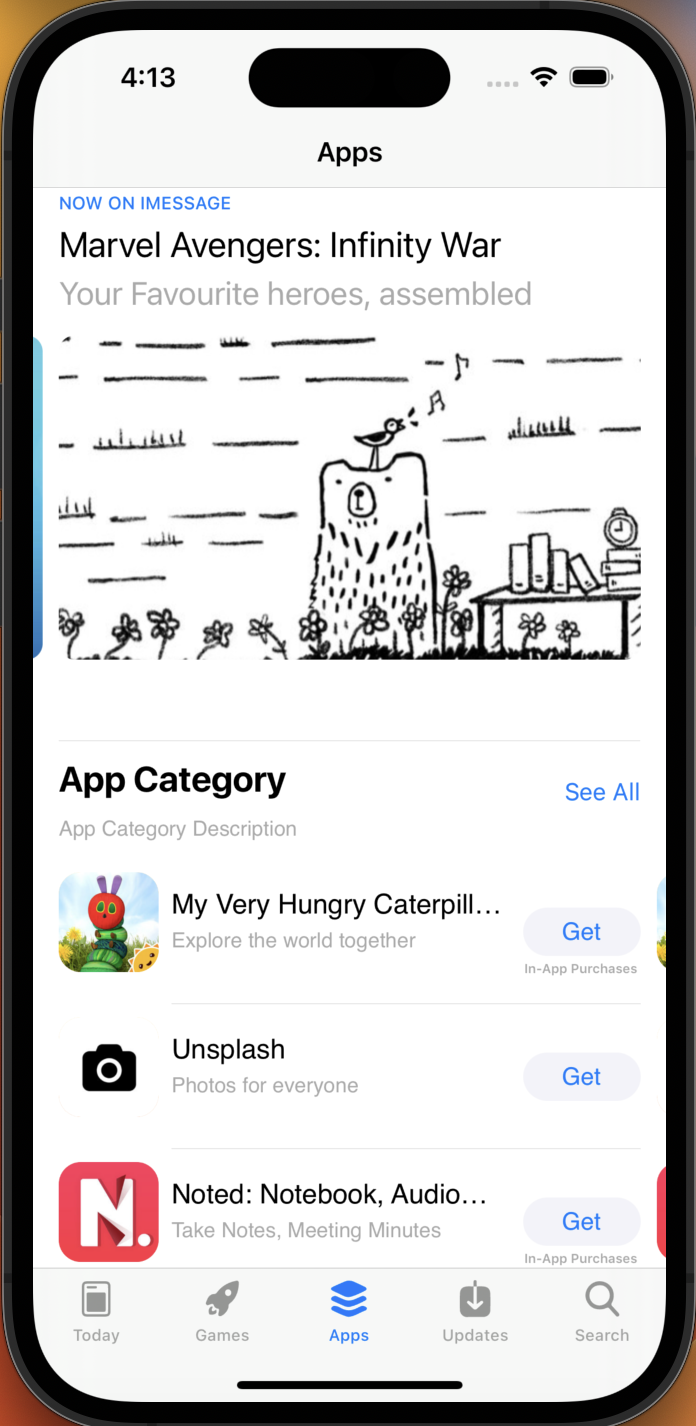 4:13
Apps
NOW ON IMESSAGE
Marvel Avengers: Infinity War
Your Favourite heroes, assembled
App Category
See All
App Category Description
My Very Hungry Caterpill...
Explore the world together
Get
In-App Purchases
Unsplash
Photos for everyone
Get
N.
Noted: Notebook, Audio...
Take Notes, Meeting Minutes
Get
In-App Purchases
Today
Games
Apps
Updates
Search